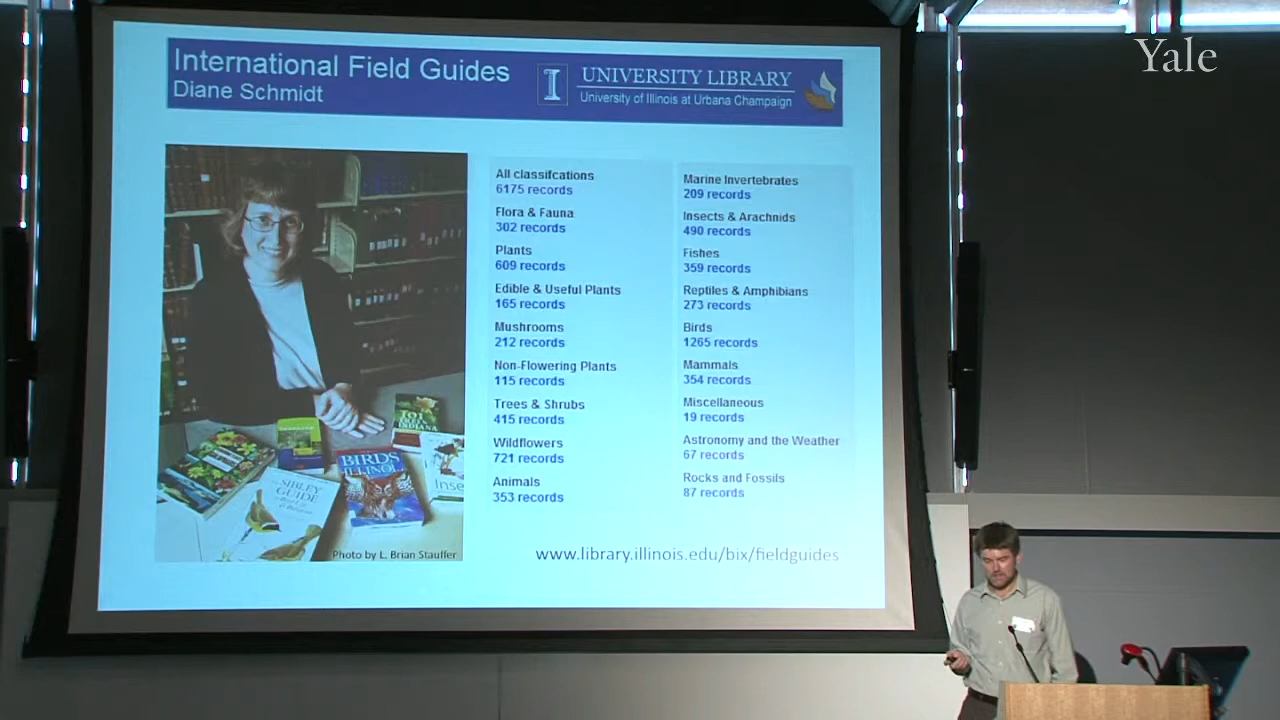 Yale
International Field Guides
Diane Schmidt
I
UNIVERSITY LIBRARY
University of Illinois at Urbana Champaign
All classifcations
6175 records
Flora & Fauna
302 records
Plants
609 records
Edible & Useful Plants
165 records
Mushrooms
212 records
Non-Flowering Plants
115 records
Trees & Shrubs
415 records
Wildflowers
721 records
Animals
353 records
Marine Invertebrates
209 records
Insects & Arachnids
490 records
Fishes
359 records
Reptiles & Amphibians
273 records
Birds
1265 records
Mammals
354 records
Miscellaneous
19 records
Astronomy and the Weather
67 records
Rocks and Fossils
87 records
BIRDS
ILLINOIS
SIBLEY
GUIDE
Inse
Photo by L. Brian Stauffer
www.library.illinois.edu/bix/fieldguides